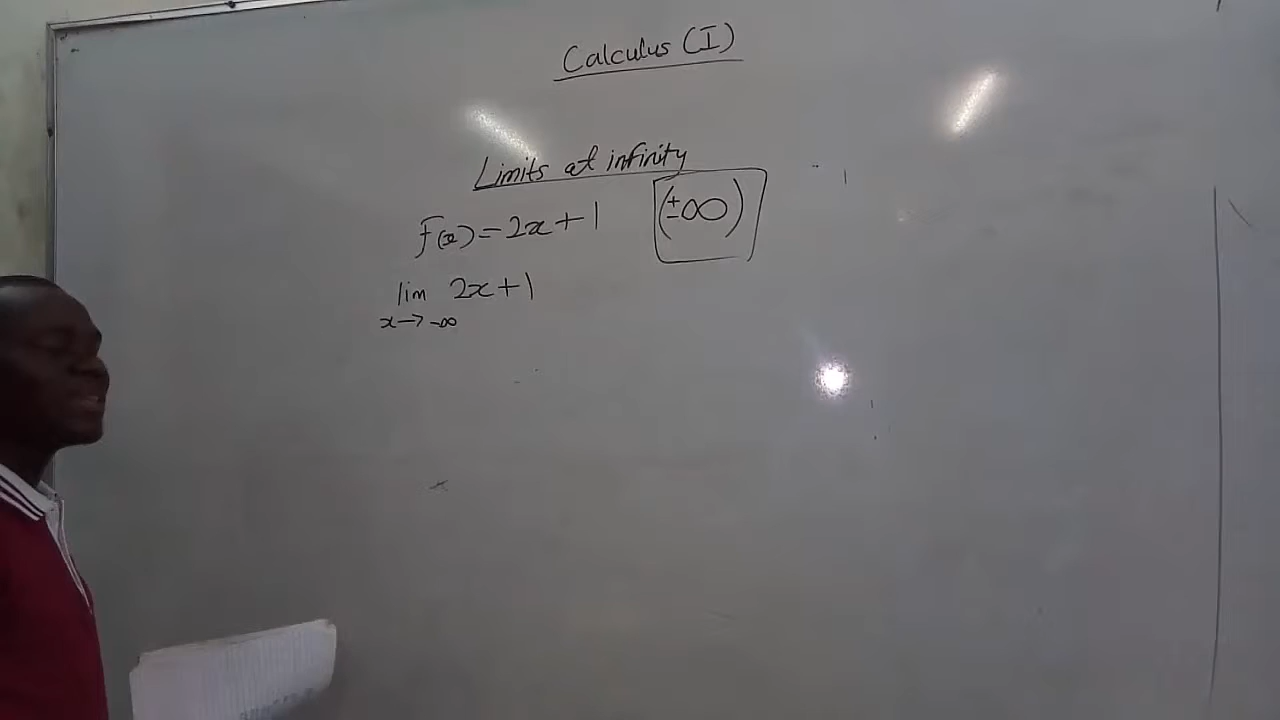 Calculus (I)
Limits at infinity
f(x) = 2x + 1 (±∞)
lim 2x + 1
x → -∞